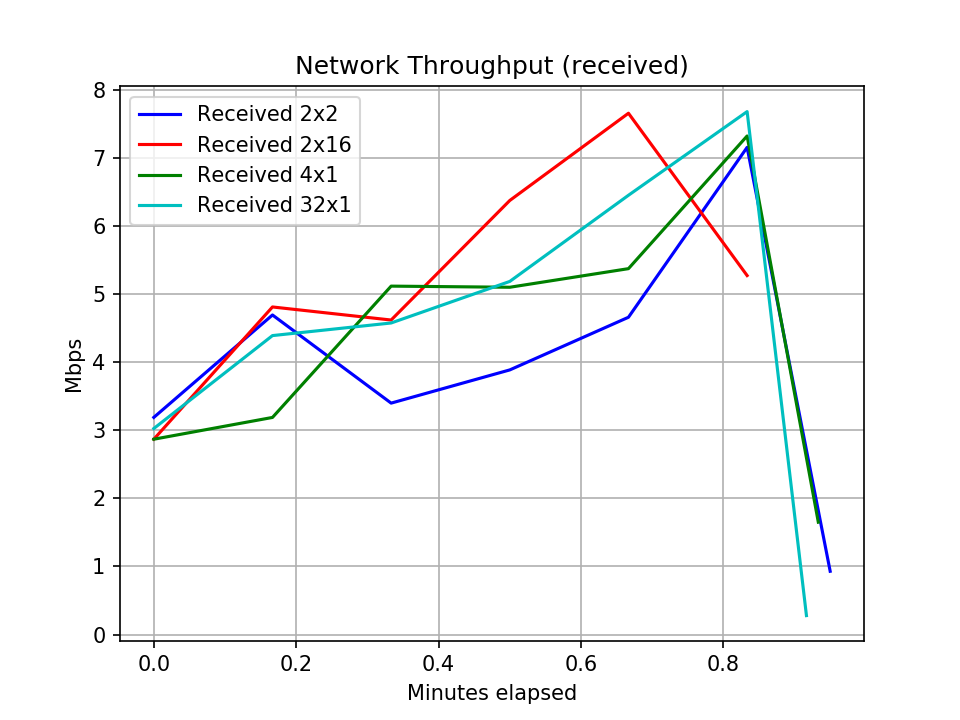 Network Throughput (received)
8
7
6
5
4
3
2
1
0
Mbps
Received 2x2
Received 2x16
Received 4x1
Received 32x1
0.0
0.2
0.4
0.6
0.8
Minutes elapsed